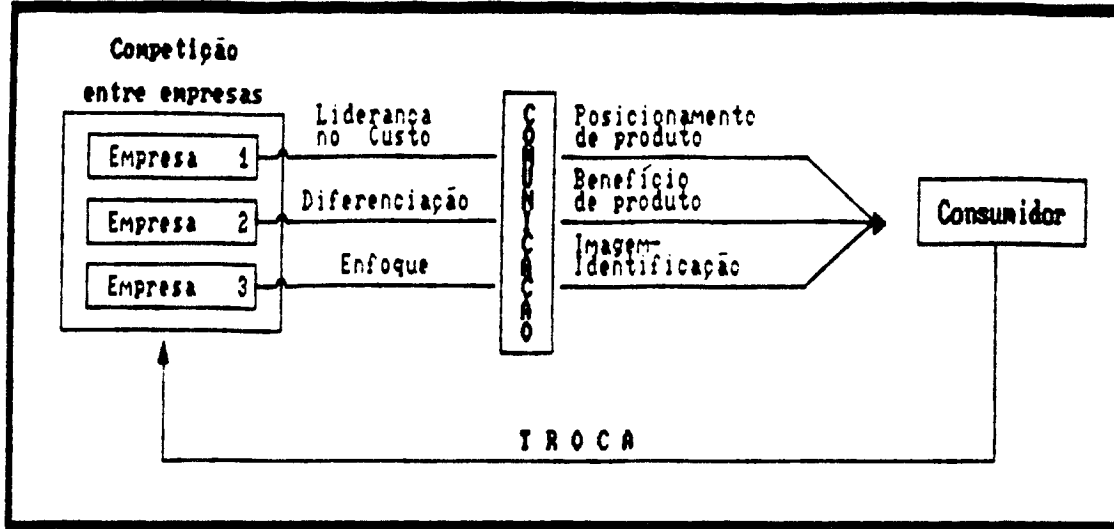 Competição
entre empresas
Empresa 1
Empresa 2
Empresa 3
Liderança
no Custo
Diferenciação
Enfoque
COMUNICAÇÃO
Posicionamento
de produto
Benefício
de produto
Imagem-
Identificação
Consumidor
TROCA